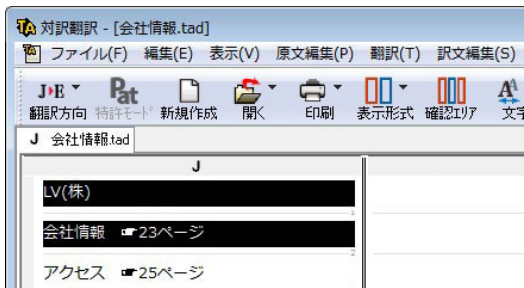 TA 対訳翻訳 - [会社情報.tad]
ファイル(F) 編集(E) 表示(V) 原文編集(P) 翻訳(T) 訳文編集(S)
J▸E Pat
翻訳方向 特許モード 新規作成 開く 印刷 表示形式 確認エリア 文字
J 会社情報.tad
J
LV(株)
1
会社情報 ☛23ページ
2
アクセス ☛25ページ